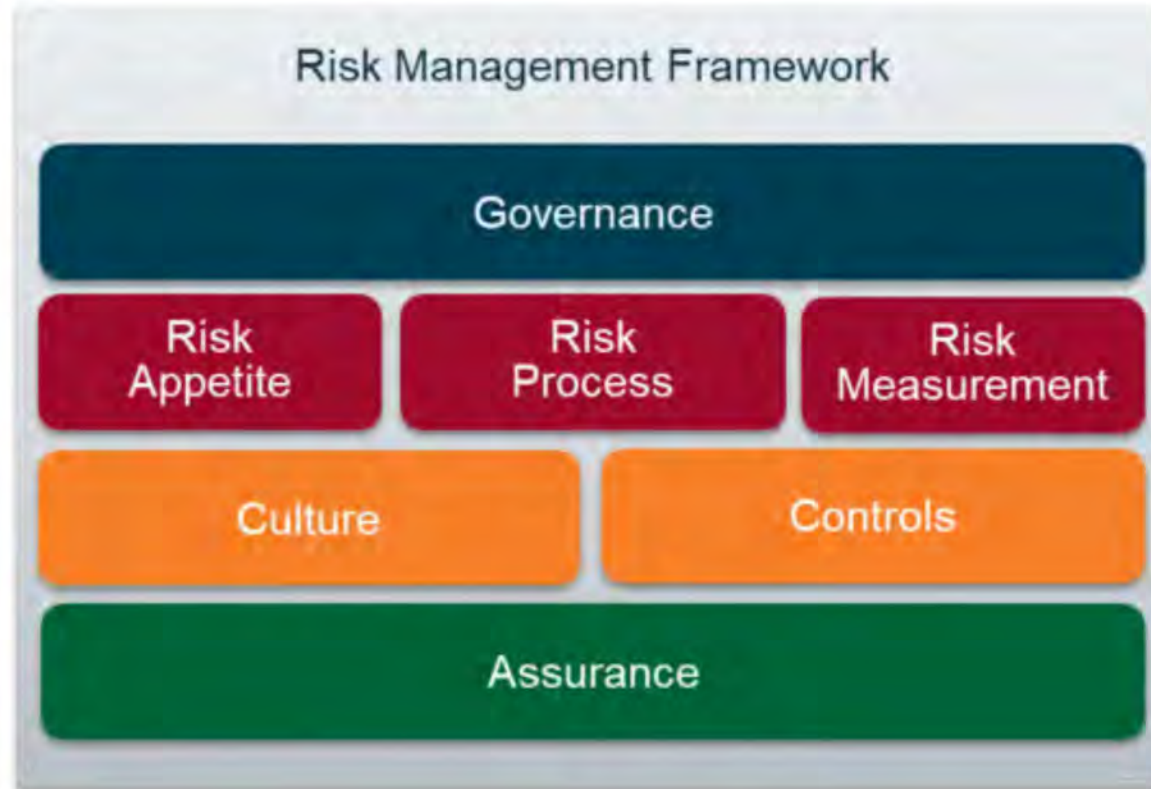 Risk Management Framework
Governance
Risk
Appetite
Risk
Process
Risk
Measurement
Culture
Controls
Assurance